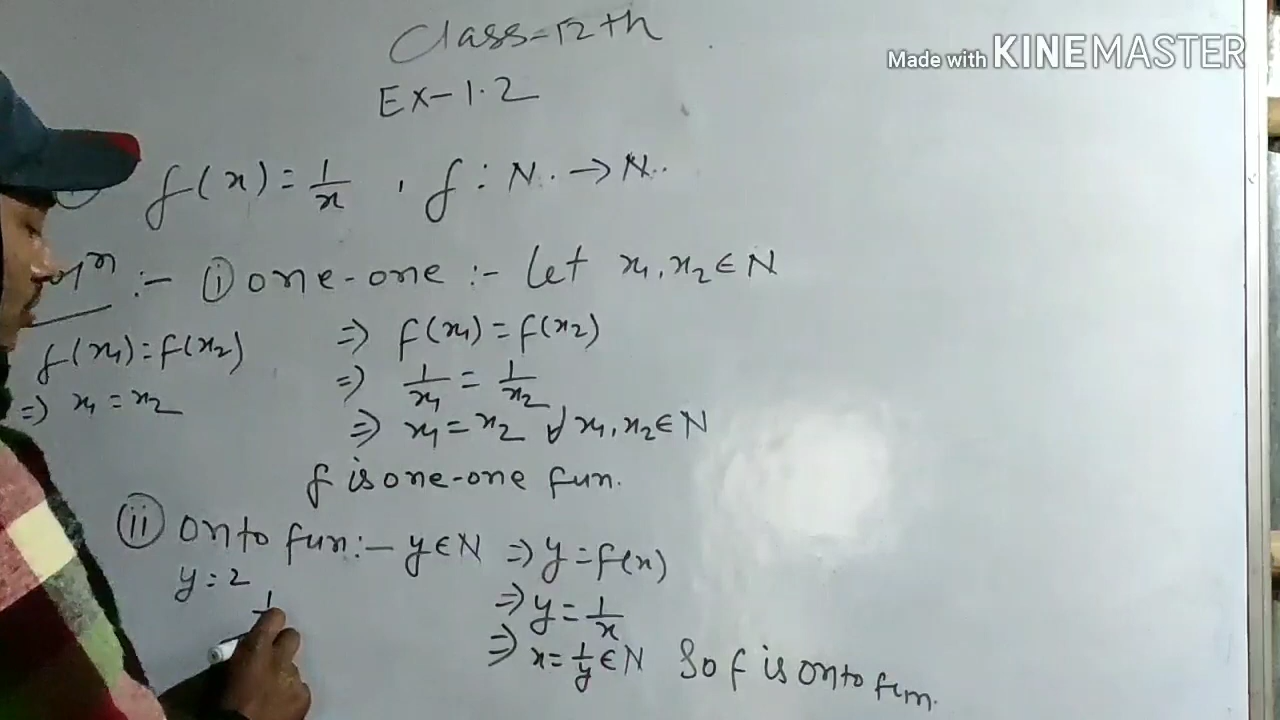 Class-12th
Made with KINEMASTER
Ex-1.2
f(x)=1/x , f : N. → N..
:- (i) one-one :- Let x₁, x₂ ∈ N
f(x₁)=f(x₂)
⇒ x₁ = x₂
⇒ f(x₁) = f(x₂)
⇒ 1/x₁ = 1/x₂
⇒ x₁ = x₂ ∀ x₁, x₂ ∈ N
f is one-one fun.
(ii) Onto fun:- y∈N ⇒ y = f(x)
y = 2
⇒ y = 1/x
⇒ x = 1/y ∈ N So f is onto fun.